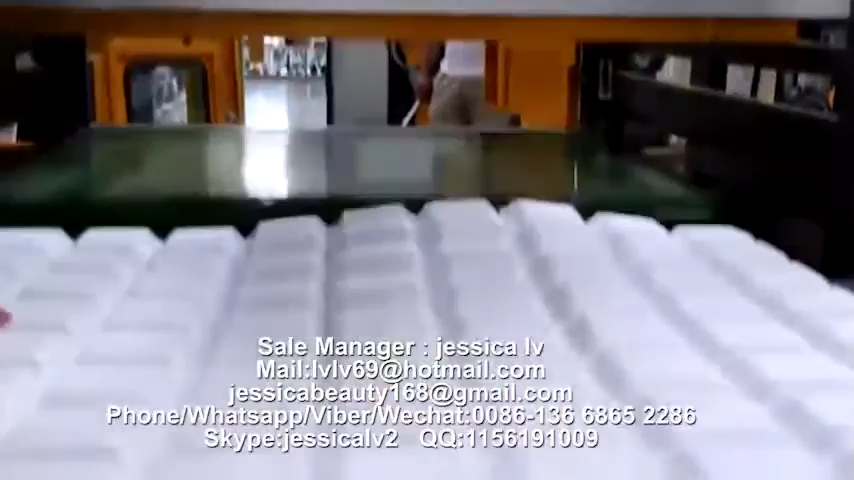 Sale Manager : jessica lv
Mail:lvlv69@hotmail.com
jessicabeauty168@gmail.com
Phone/Whatsapp/Viber/Wechat:0086-136 6865 2286
Skype:jessicalv2 QQ:1156191009